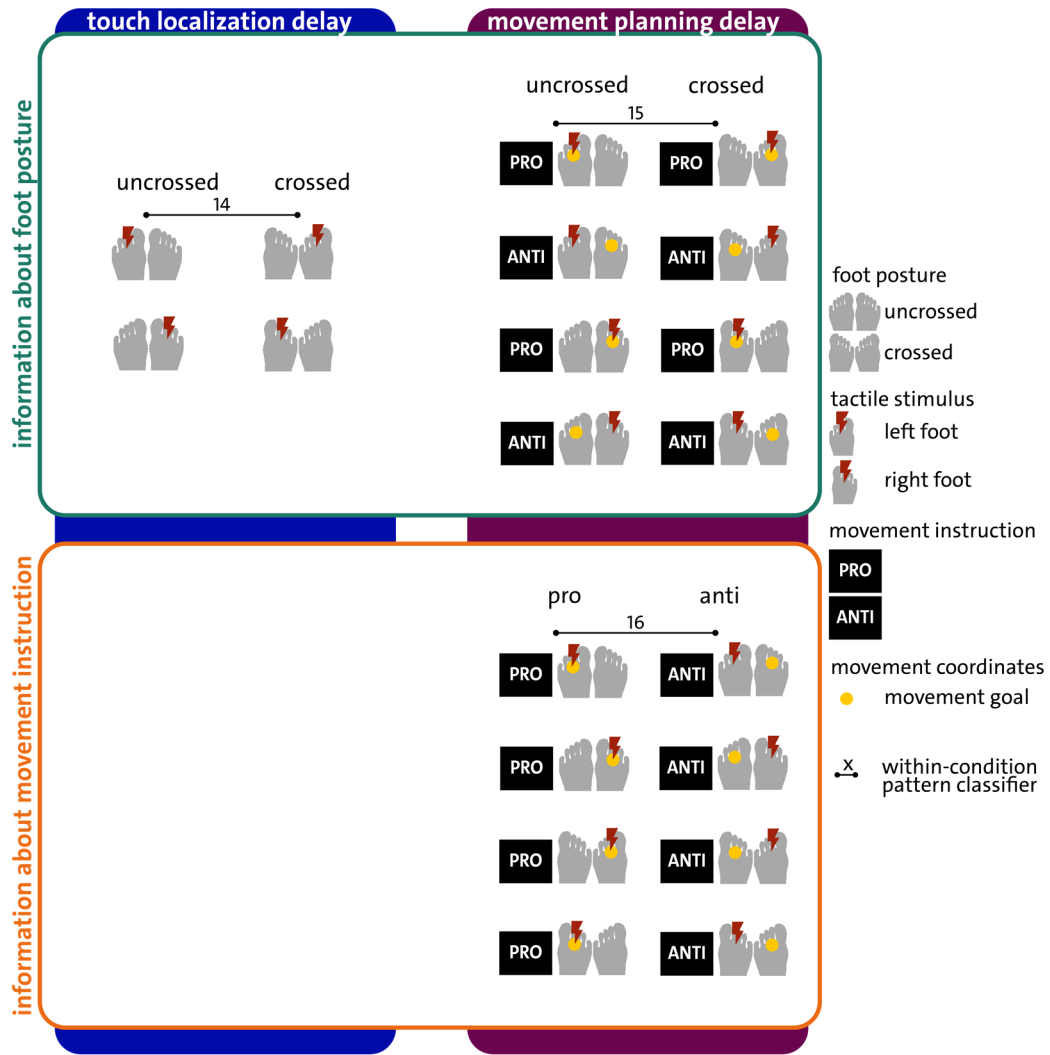 touch localization delay
movement planning delay
information about foot posture
uncrossed
crossed
14
uncrossed
crossed
15
PRO
PRO
ANTI
ANTI
PRO
PRO
ANTI
ANTI
information about movement instruction
pro
anti
16
PRO
ANTI
PRO
ANTI
PRO
ANTI
PRO
ANTI
foot posture
uncrossed
crossed
tactile stimulus
left foot
right foot
movement instruction
PRO
ANTI
movement coordinates
movement goal
x
within-condition
pattern classifier